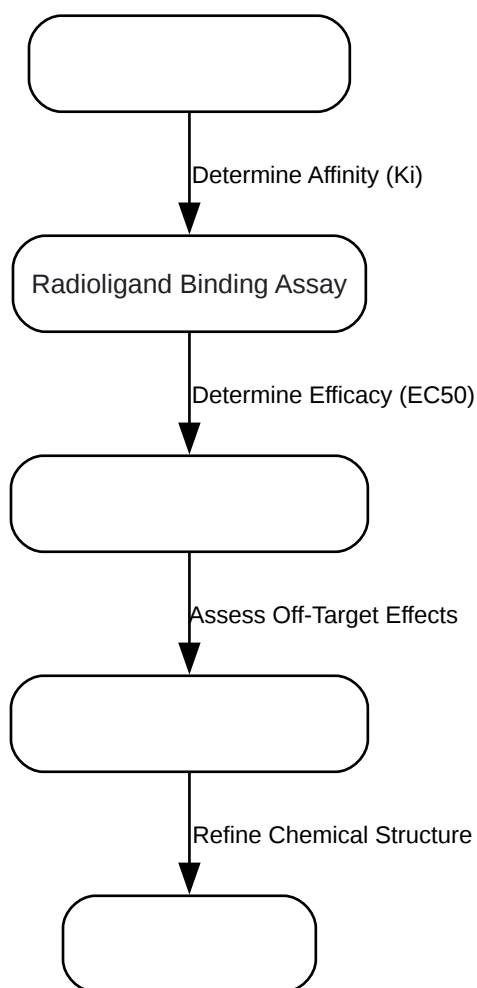 Determine Affinity (Ki)
Radioligand Binding Assay
Determine Efficacy (EC50)
Assess Off-Target Effects
Refine Chemical Structure